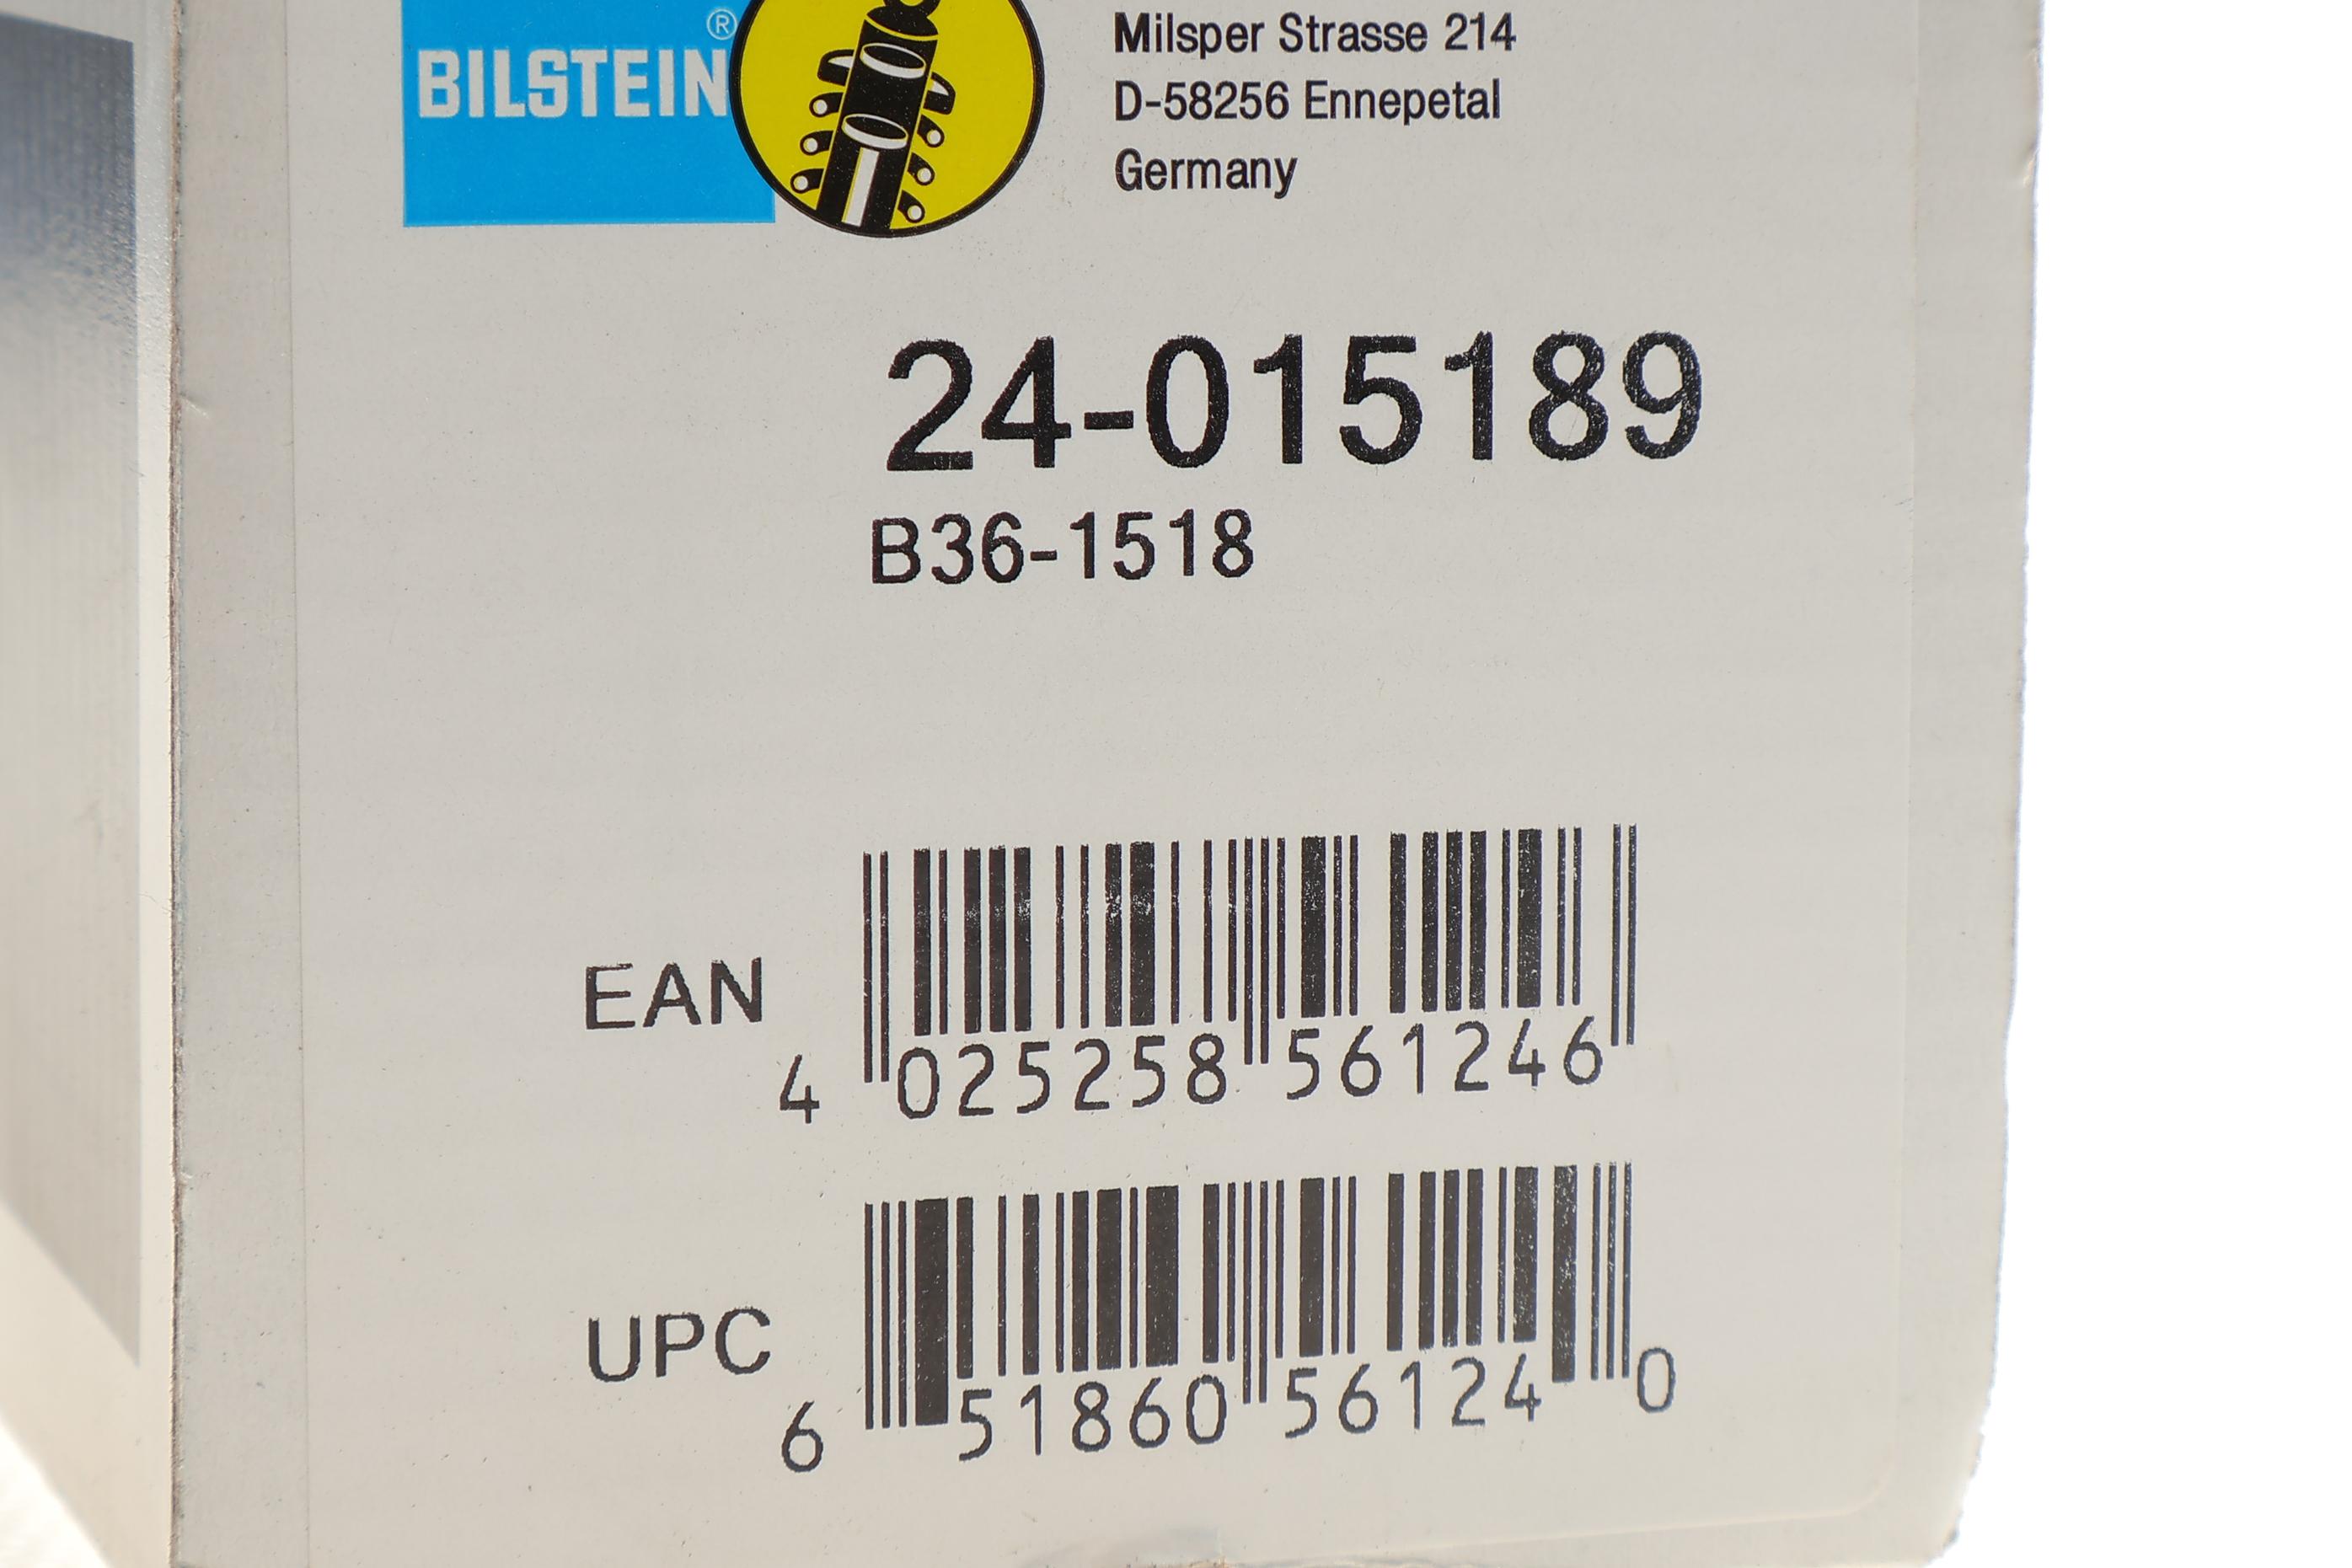 BILSTEIN®
Milsper Strasse 214
D-58256 Ennepetal
Germany
24-015189
B36-1518
EAN
4 025258 561246
UPC
6 51860 56124 0